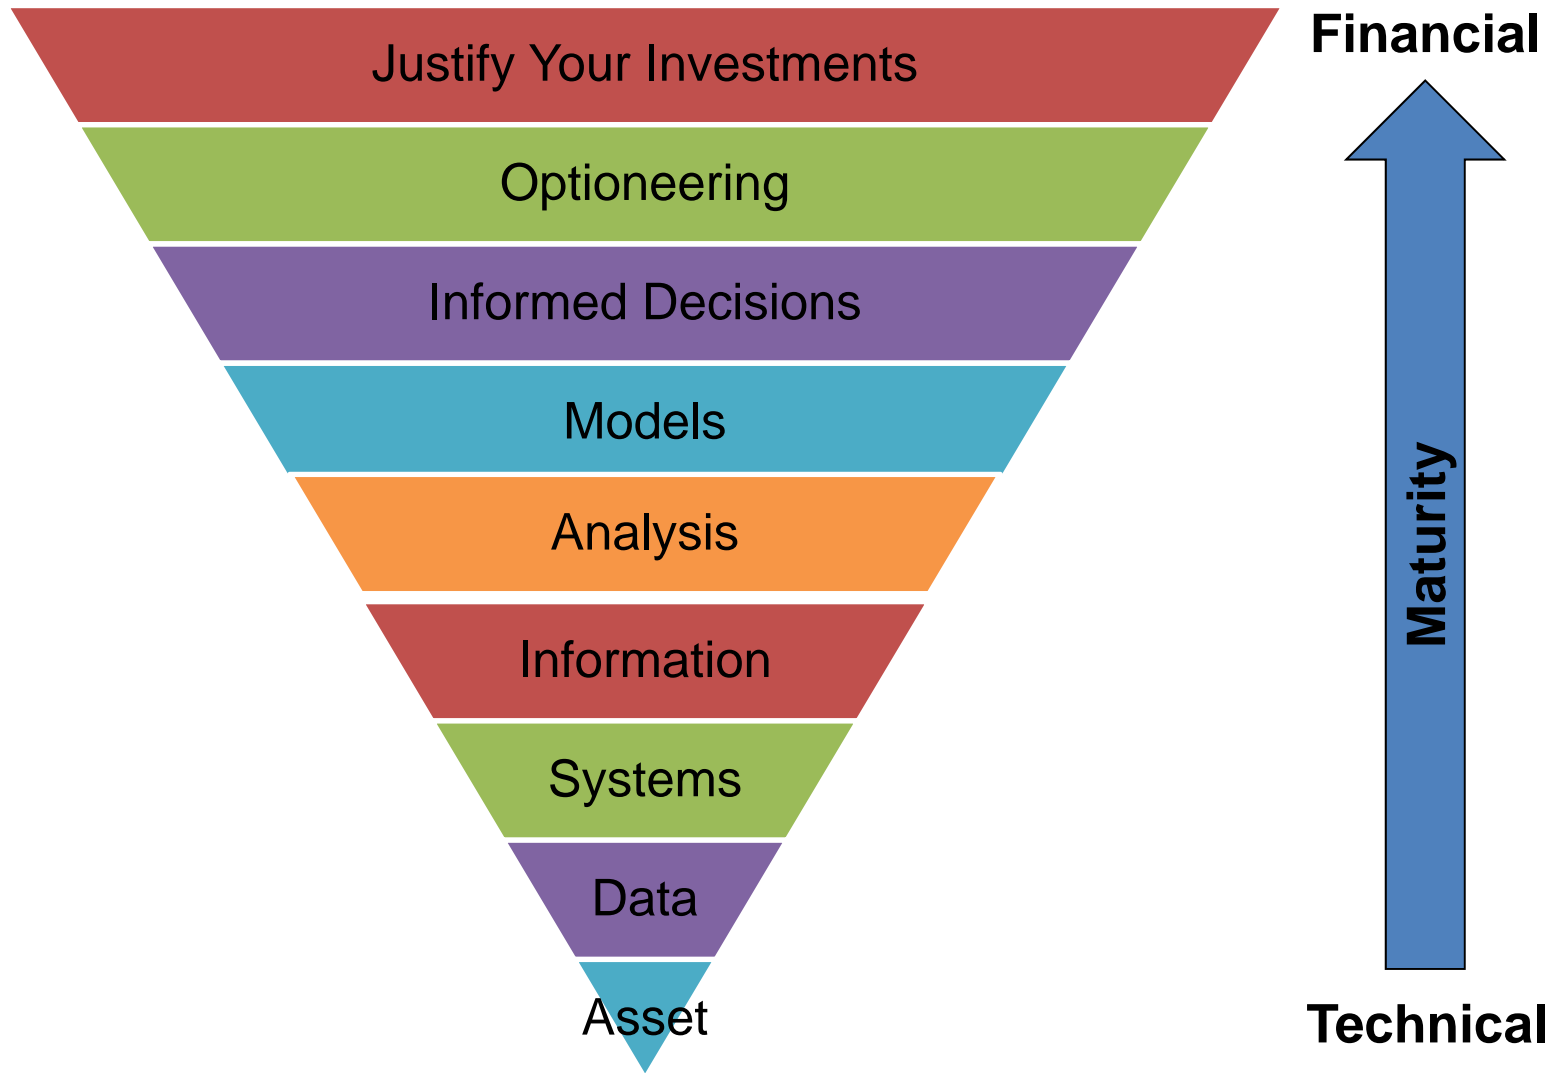 Justify Your Investments
Optioneering
Informed Decisions
Models
Analysis
Information
Systems
Data
Asset
Financial
Maturity
Technical